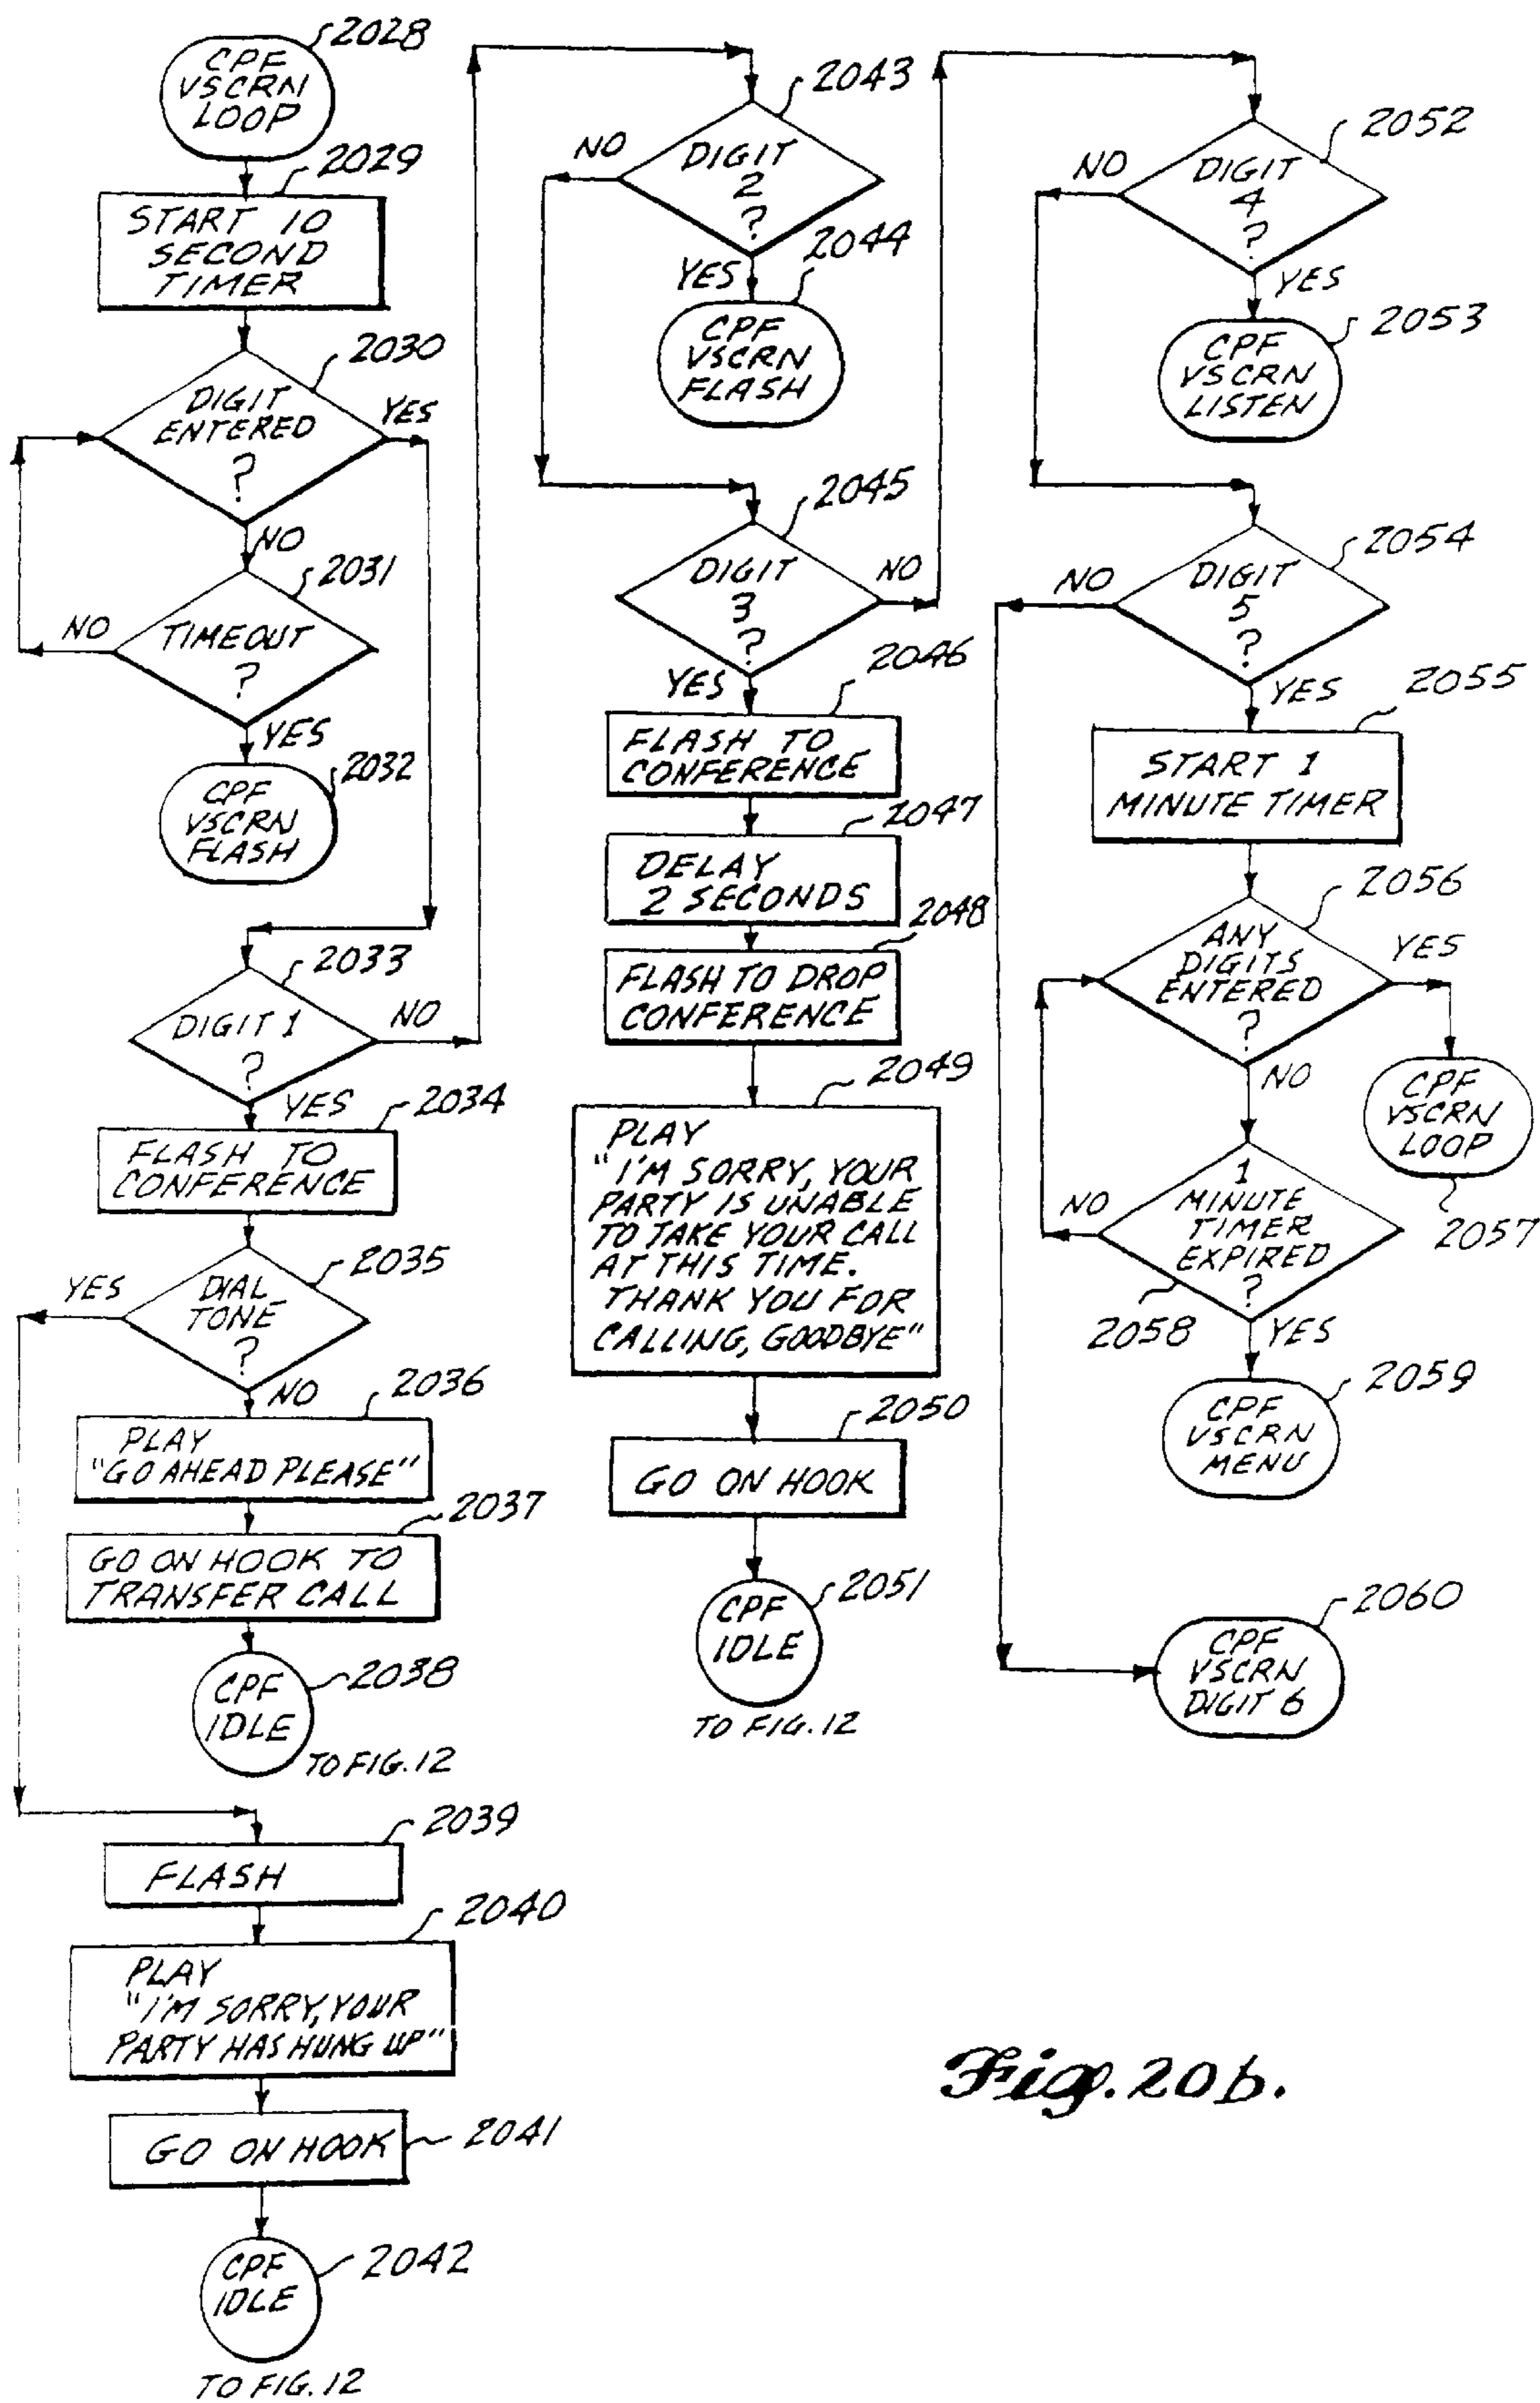 2028
CPF
VSCRN
LOOP
2029
START 10
SECOND
TIMER
2030
DIGIT
ENTERED
?
YES
NO
2031
TIMEOUT
?
NO
YES
2032
CPF
VSCRN
FLASH
2033
DIGIT 1
?
NO
YES
2034
FLASH TO
CONFERENCE
2035
DIAL
TONE
?
YES
NO
2036
PLAY
"GO AHEAD PLEASE"
2037
GO ON HOOK TO
TRANSFER CALL
2038
CPF
IDLE
TO FIG. 12
2039
FLASH
2040
PLAY
"I'M SORRY, YOUR
PARTY HAS HUNG UP"
2041
GO ON HOOK
2042
CPF
IDLE
TO FIG. 12
2043
DIGIT
2
?
NO
YES
2044
CPF
VSCRN
FLASH
2045
DIGIT
3
?
NO
YES
2046
FLASH TO
CONFERENCE
2047
DELAY
2 SECONDS
2048
FLASH TO DROP
CONFERENCE
2049
PLAY
"I'M SORRY, YOUR
PARTY IS UNABLE
TO TAKE YOUR CALL
AT THIS TIME.
THANK YOU FOR
CALLING, GOODBYE"
2050
GO ON HOOK
2051
CPF
IDLE
TO FIG. 12
2052
DIGIT
4
?
NO
YES
2053
CPF
VSCRN
LISTEN
2054
DIGIT
5
?
NO
YES
2055
START 1
MINUTE TIMER
2056
ANY
DIGITS
ENTERED
?
YES
NO
CPF
VSCRN
LOOP
2057
1
MINUTE
TIMER
EXPIRED
?
NO
2058
YES
2059
CPF
VSCRN
MENU
2060
CPF
VSCRN
DIGIT 6
Fig. 20b.